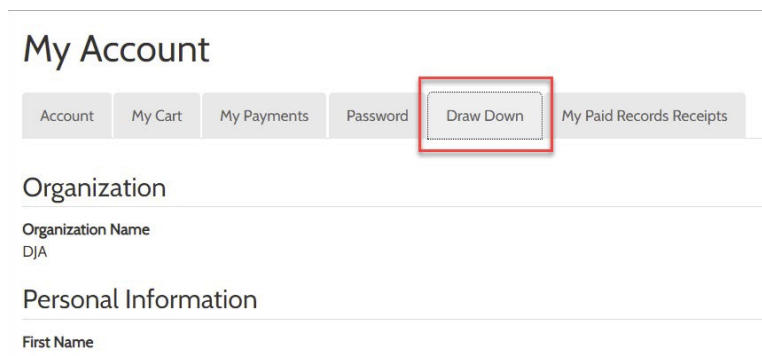 My Account
Account My Cart My Payments Password Draw Down My Paid Records Receipts
Organization
Organization Name
DJA
Personal Information
First Name